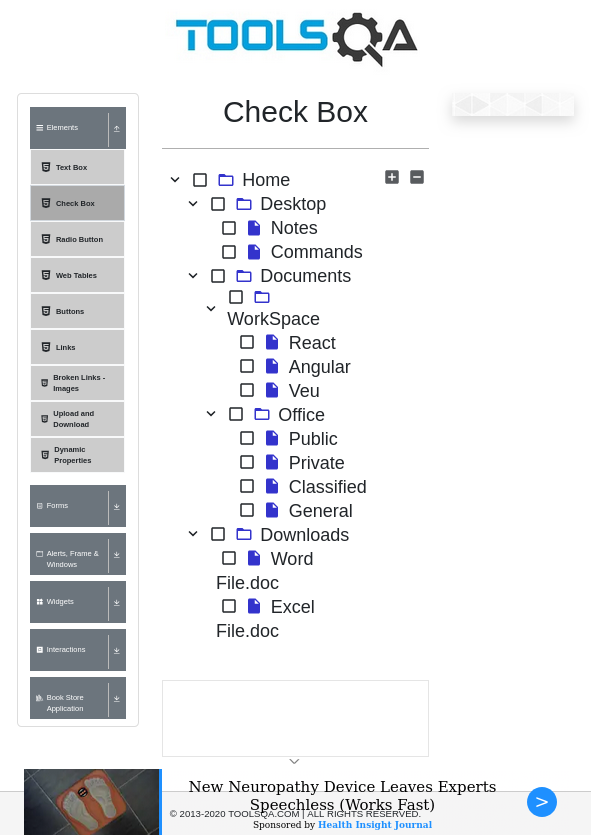 TOOLSQA
Check Box
Elements
Text Box
Check Box
Radio Button
Web Tables
Buttons
Links
Broken Links -
Images
Upload and
Download
Dynamic
Properties
Forms
Alerts, Frame &
Windows
Widgets
Interactions
Book Store
Application
Home
Desktop
Notes
Commands
Documents
WorkSpace
React
Angular
Veu
Office
Public
Private
Classified
General
Downloads
Word
File.doc
Excel
File.doc
New Neuropathy Device Leaves Experts
Speechless (Works Fast)
© 2013-2020 TOOLSQA.COM | ALL RIGHTS RESERVED.
Sponsored by Health Insight Journal